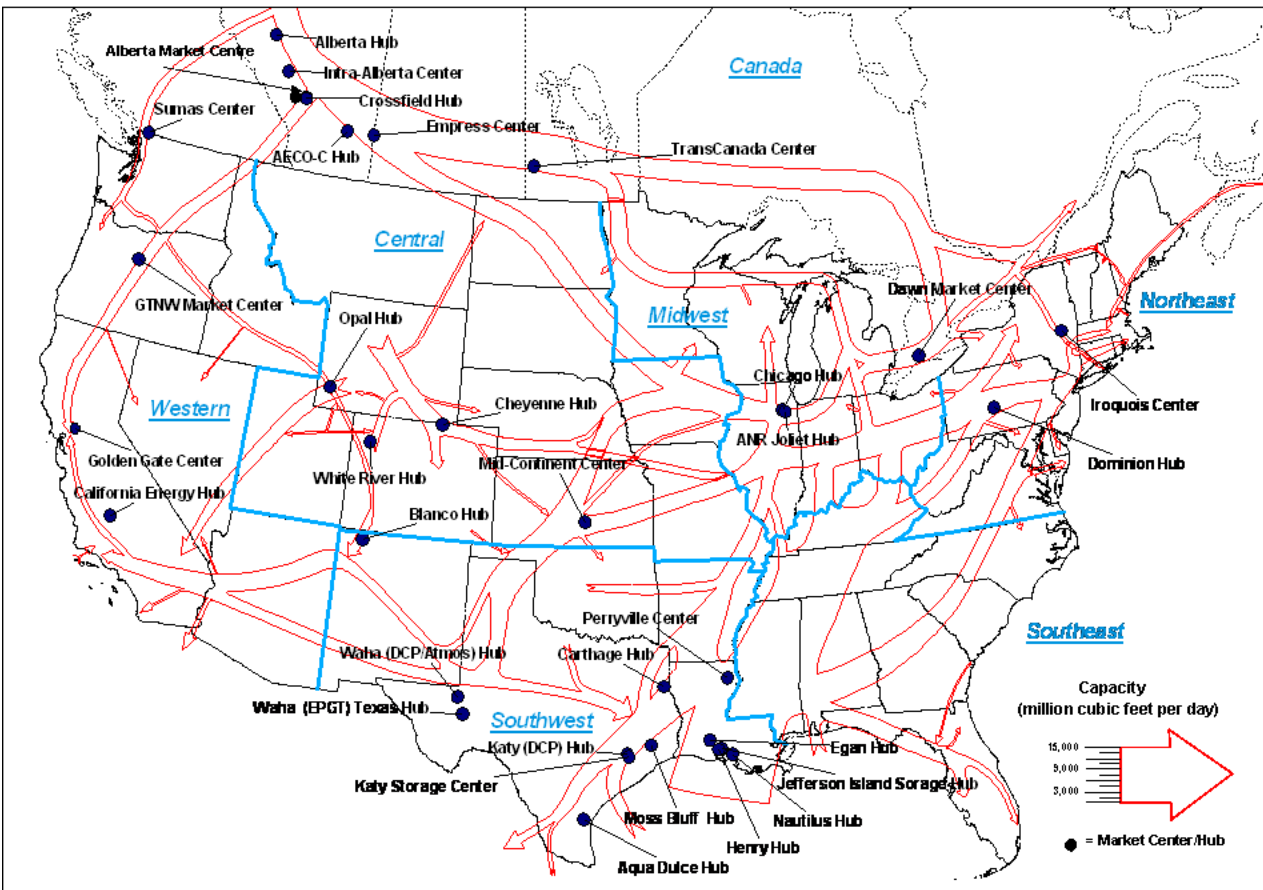 Alberta Hub
Alberta Market Centre
Canada
Intra-Alberta Center
Crossfield Hub
Sumas Center
Empress Center
TransCanada Center
AECO-C Hub
Central
Dawn Market Center
Northeast
GTNW Market Center
Opal Hub
Midwest
Chicago Hub
Western
Cheyenne Hub
Iroquois Center
ANR Joliet Hub
Golden Gate Center
Mid-Continent Center
Dominion Hub
White River Hub
California Energy Hub
Blanco Hub
Perryville Center
Southeast
Waha (DCP/Atmos) Hub
Carthage Hub
Capacity
(million cubic feet per day)
Waha (EPGT) Texas Hub
Southwest
Katy (DCP) Hub
Egan Hub
15,000
9,000
3,000
Katy Storage Center
Jefferson Island Sorage Hub
Moss Bluff Hub
Nautilus Hub
Henry Hub
= Market Center/Hub
Aqua Dulce Hub